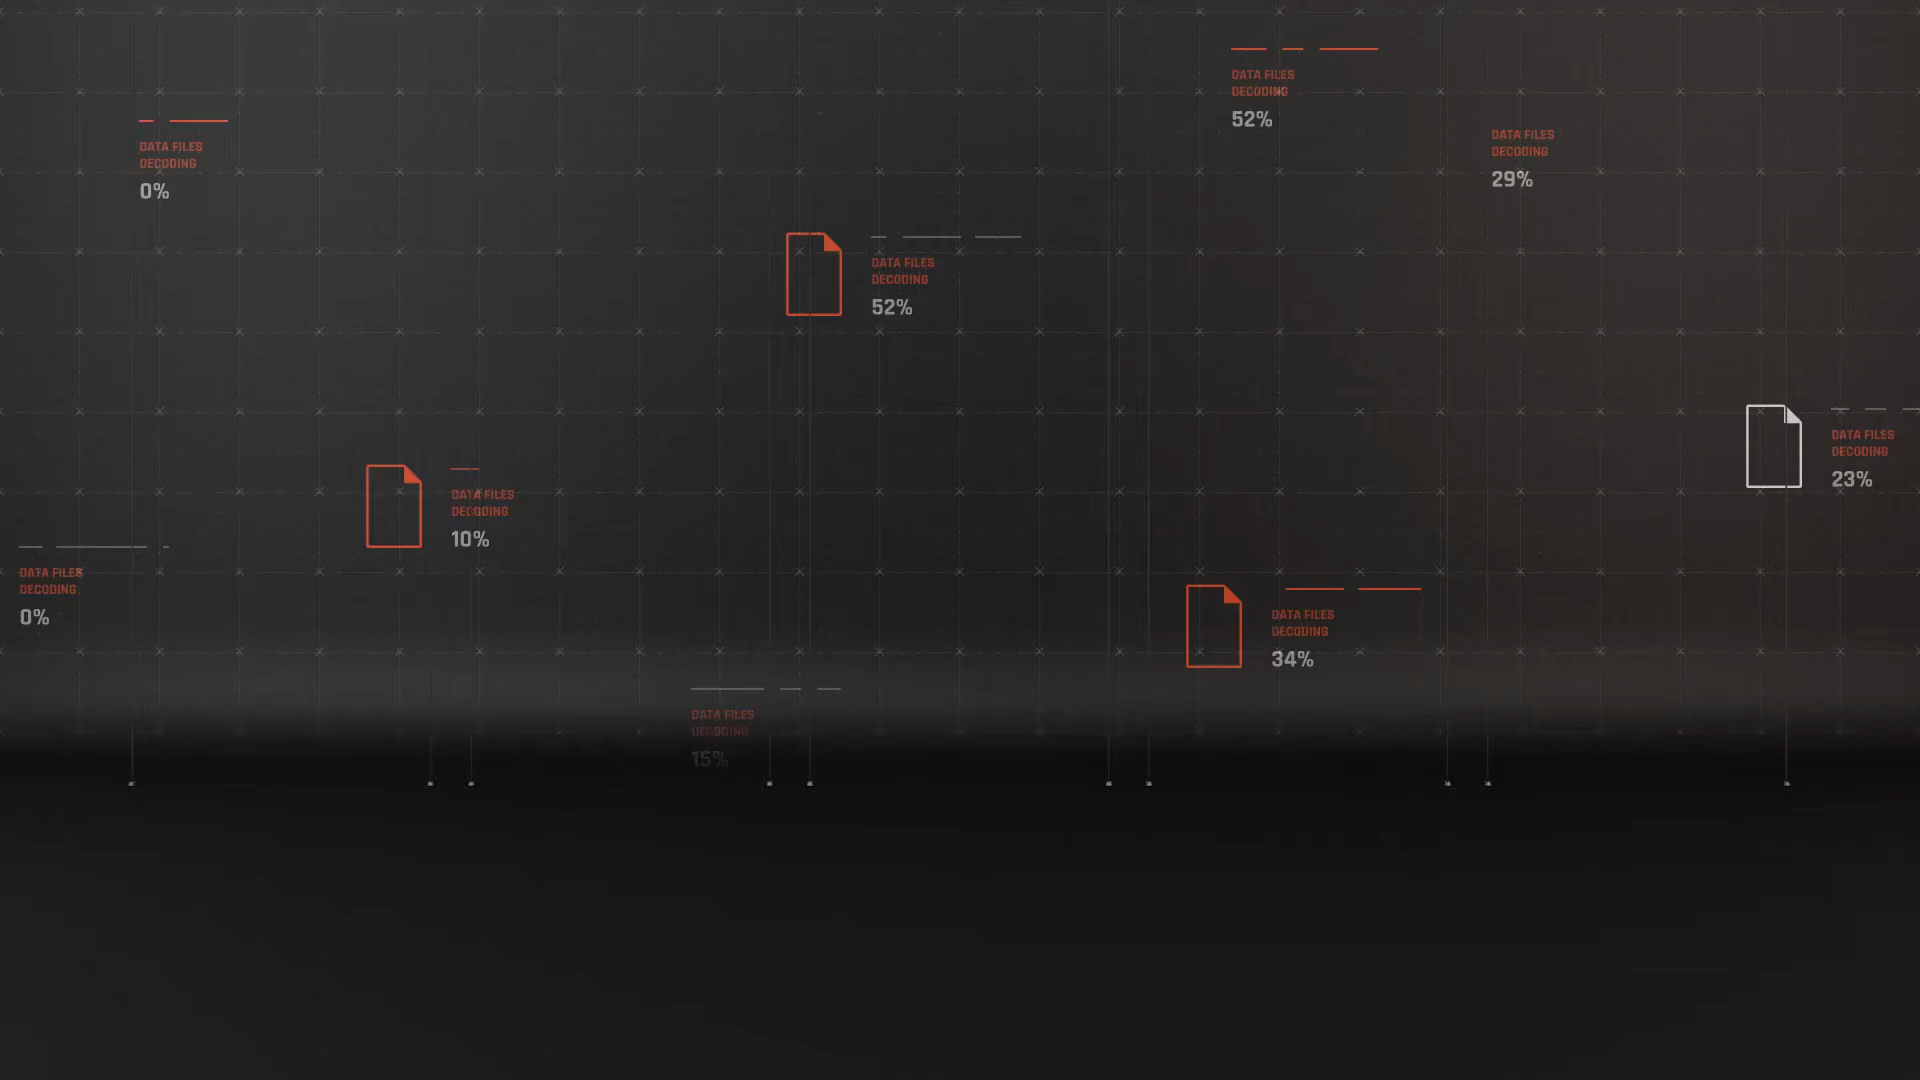 DATA FILES
DECODING
52%
DATA FILES
DECODING
29%
DATA FILES
DECODING
0%
DATA FILES
DECODING
52%
DATA FILES
DECODING
23%
DATA FILES
DECODING
10%
DATA FILES
DECODING
0%
DATA FILES
DECODING
34%
DATA FILES
DECODING
15%